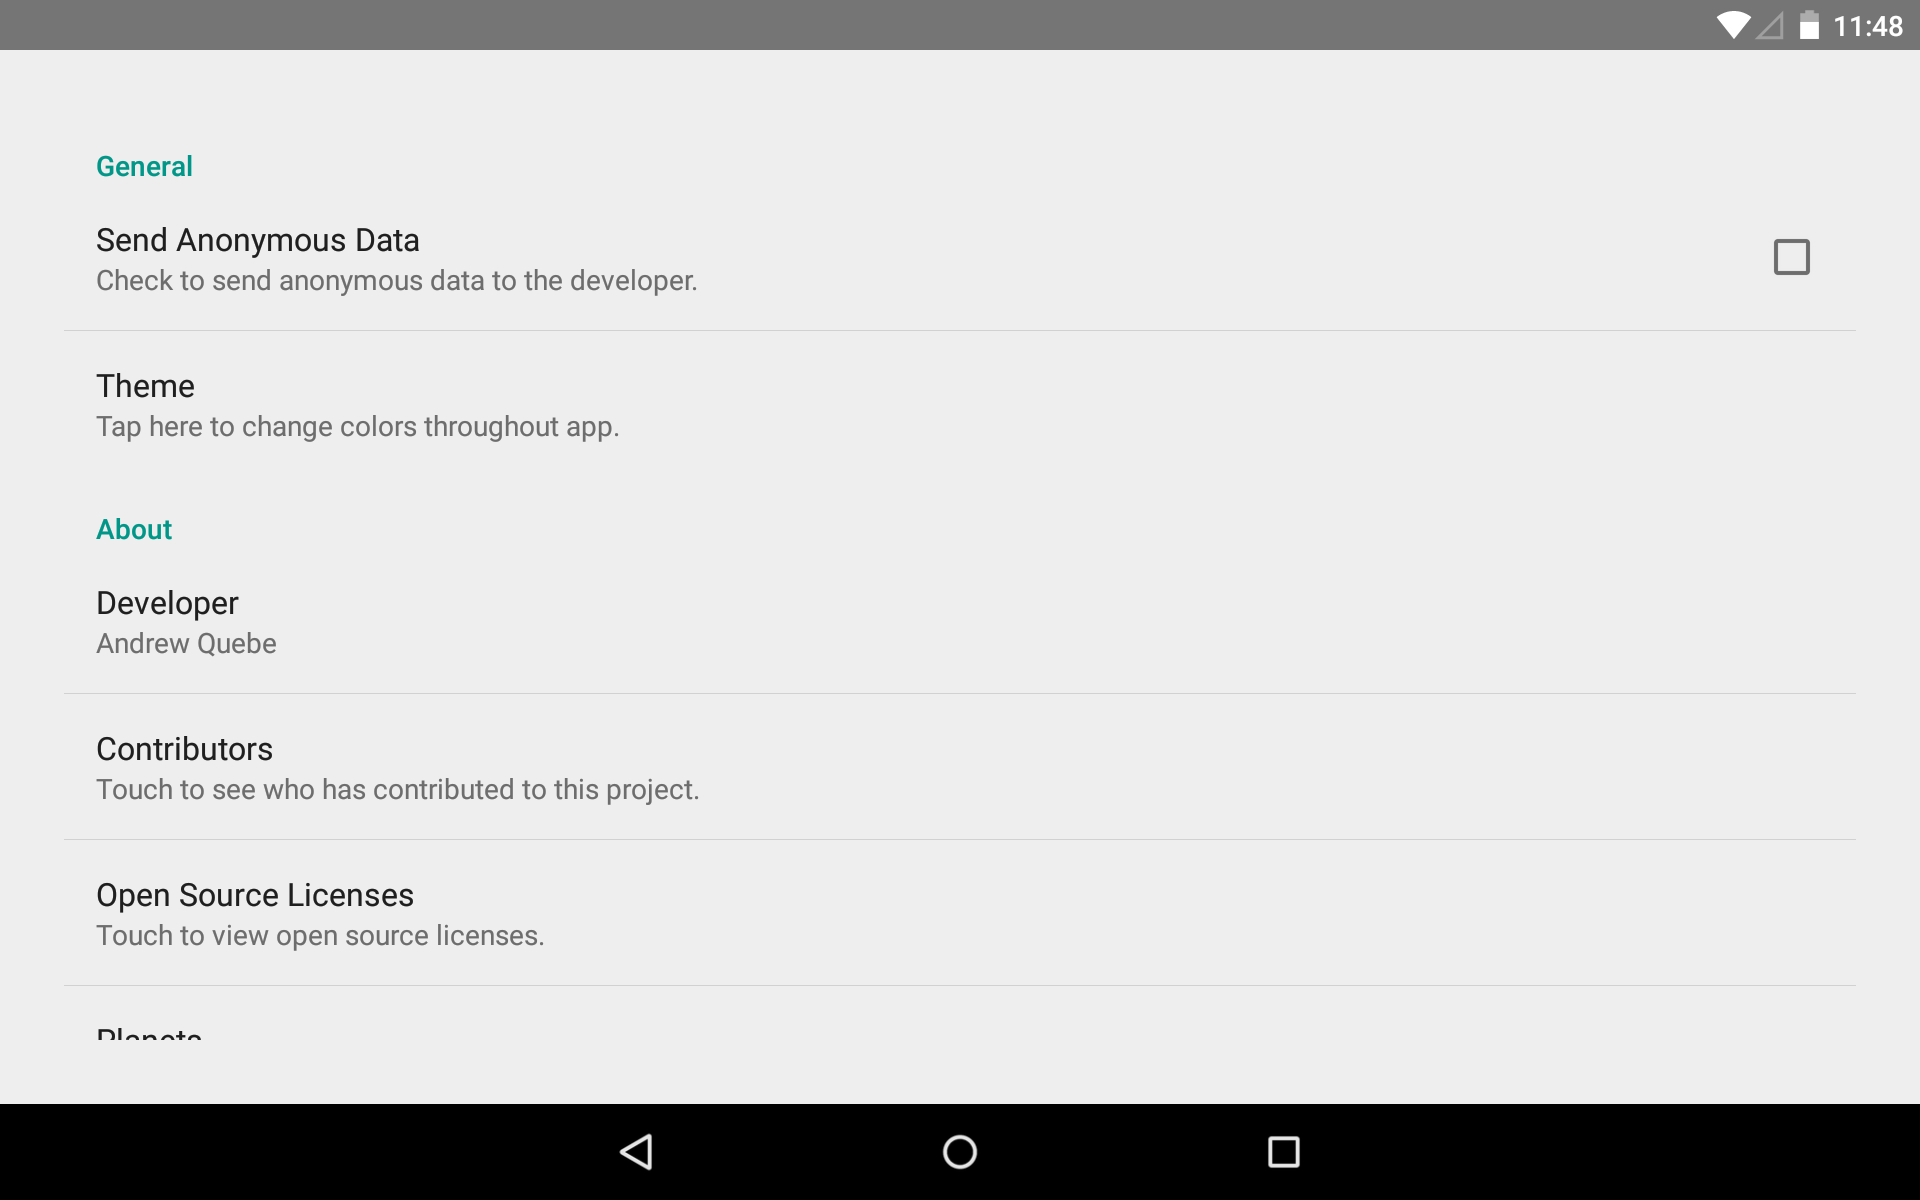 11:48
General
Send Anonymous Data
Check to send anonymous data to the developer.
Theme
Tap here to change colors throughout app.
About
Developer
Andrew Quebe
Contributors
Touch to see who has contributed to this project.
Open Source Licenses
Touch to view open source licenses.
Planets